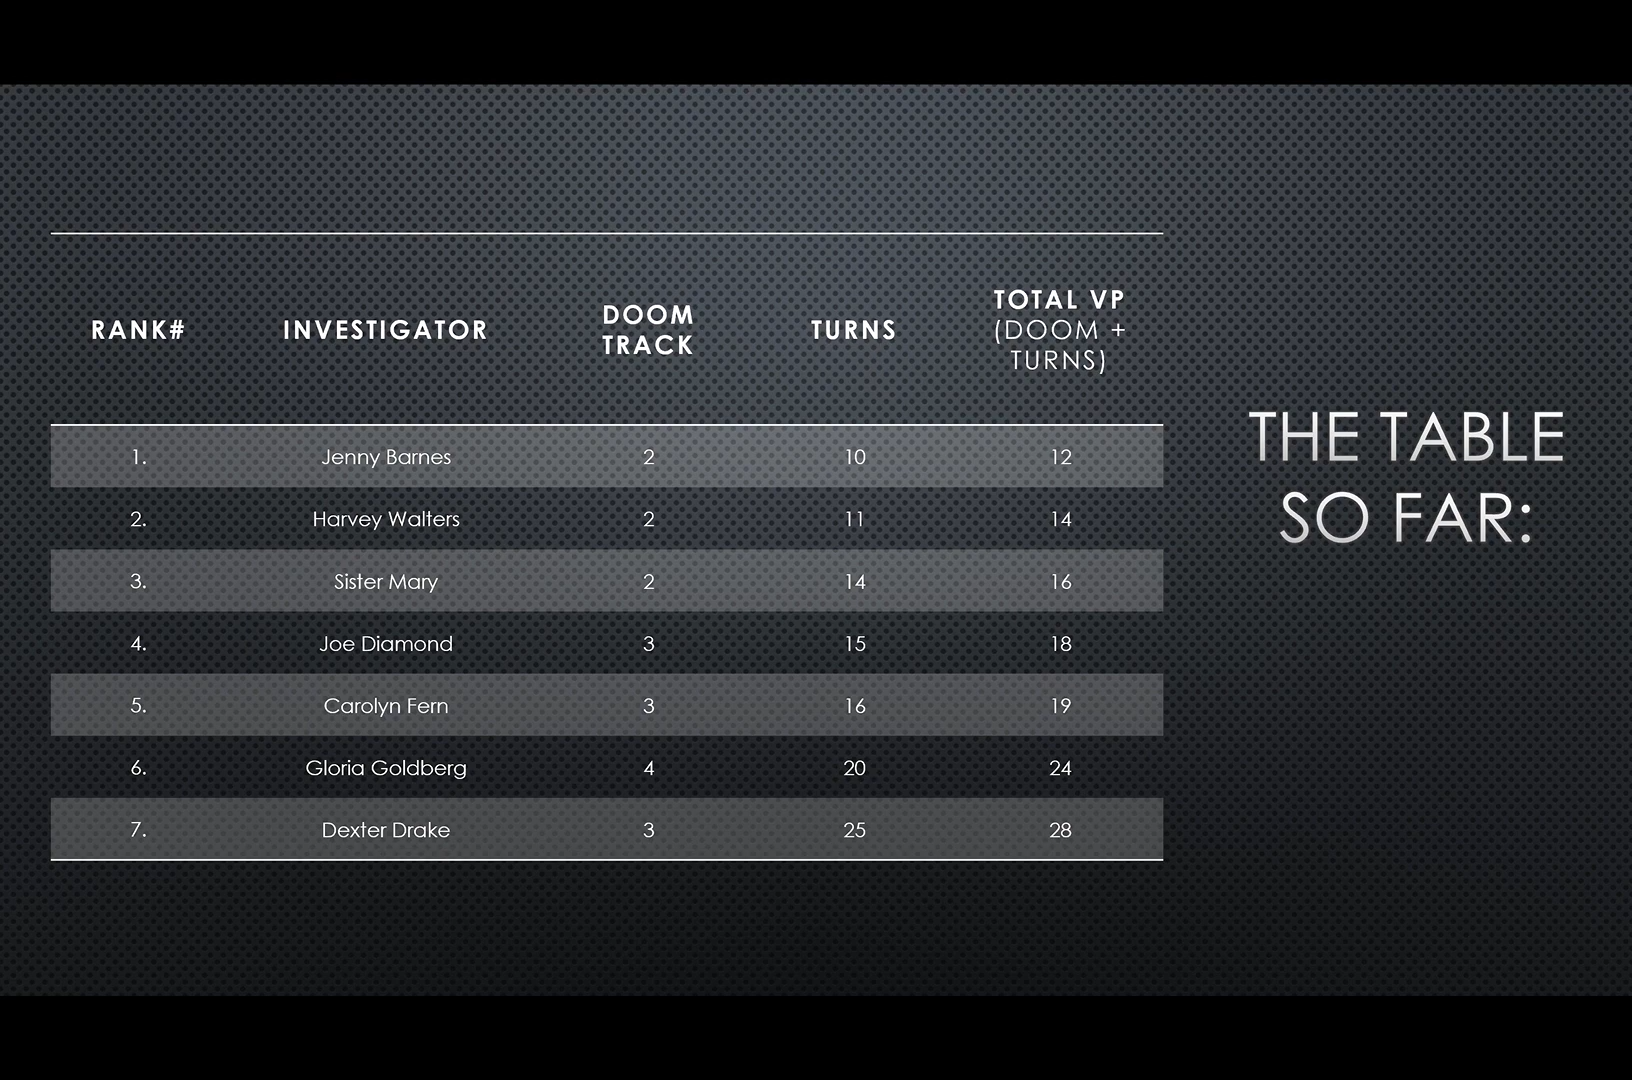 RANK# INVESTIGATOR DOOM TRACK TURNS TOTAL VP (DOOM + TURNS)
1. Jenny Barnes 2 10 12
2. Harvey Walters 2 11 14
3. Sister Mary 2 14 16
4. Joe Diamond 3 15 18
5. Carolyn Fern 3 16 19
6. Gloria Goldberg 4 20 24
7. Dexter Drake 3 25 28
THE TABLE
SO FAR: